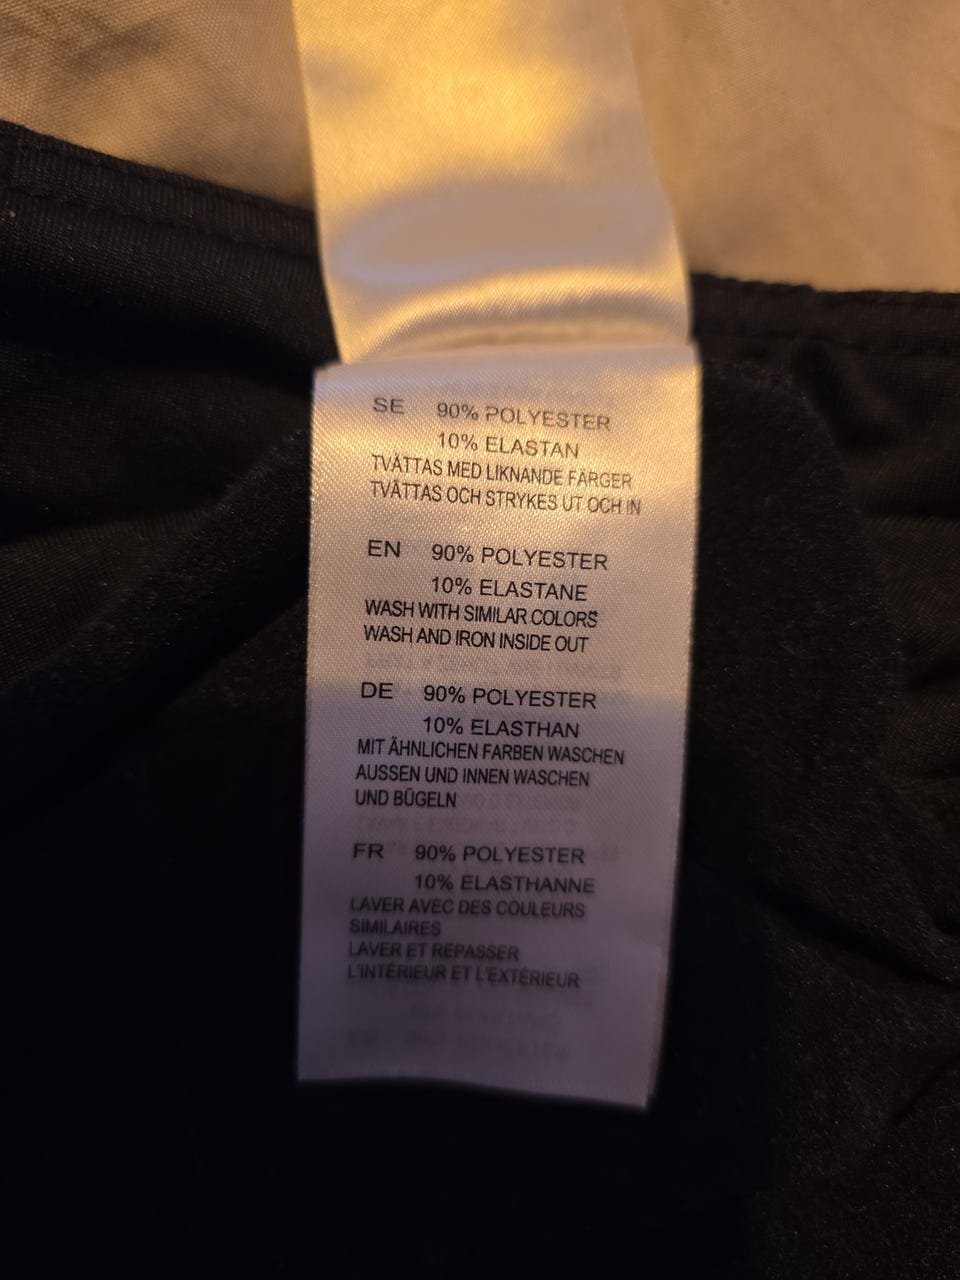 SE 90% POLYESTER
10% ELASTAN
TVÄTTAS MED LIKNANDE FÄRGER
TVÄTTAS OCH STRYKES UT OCH IN
EN 90% POLYESTER
10% ELASTANE
WASH WITH SIMILAR COLORS
WASH AND IRON INSIDE OUT
DE 90% POLYESTER
10% ELASTHAN
MIT ÄHNLICHEN FARBEN WASCHEN
AUSSEN UND INNEN WASCHEN
UND BÜGELN
FR 90% POLYESTER
10% ELASTHANNE
LAVER AVEC DES COULEURS
SIMILAIRES
LAVER ET REPASSER
L'INTÉRIEUR ET L'EXTÉRIEUR